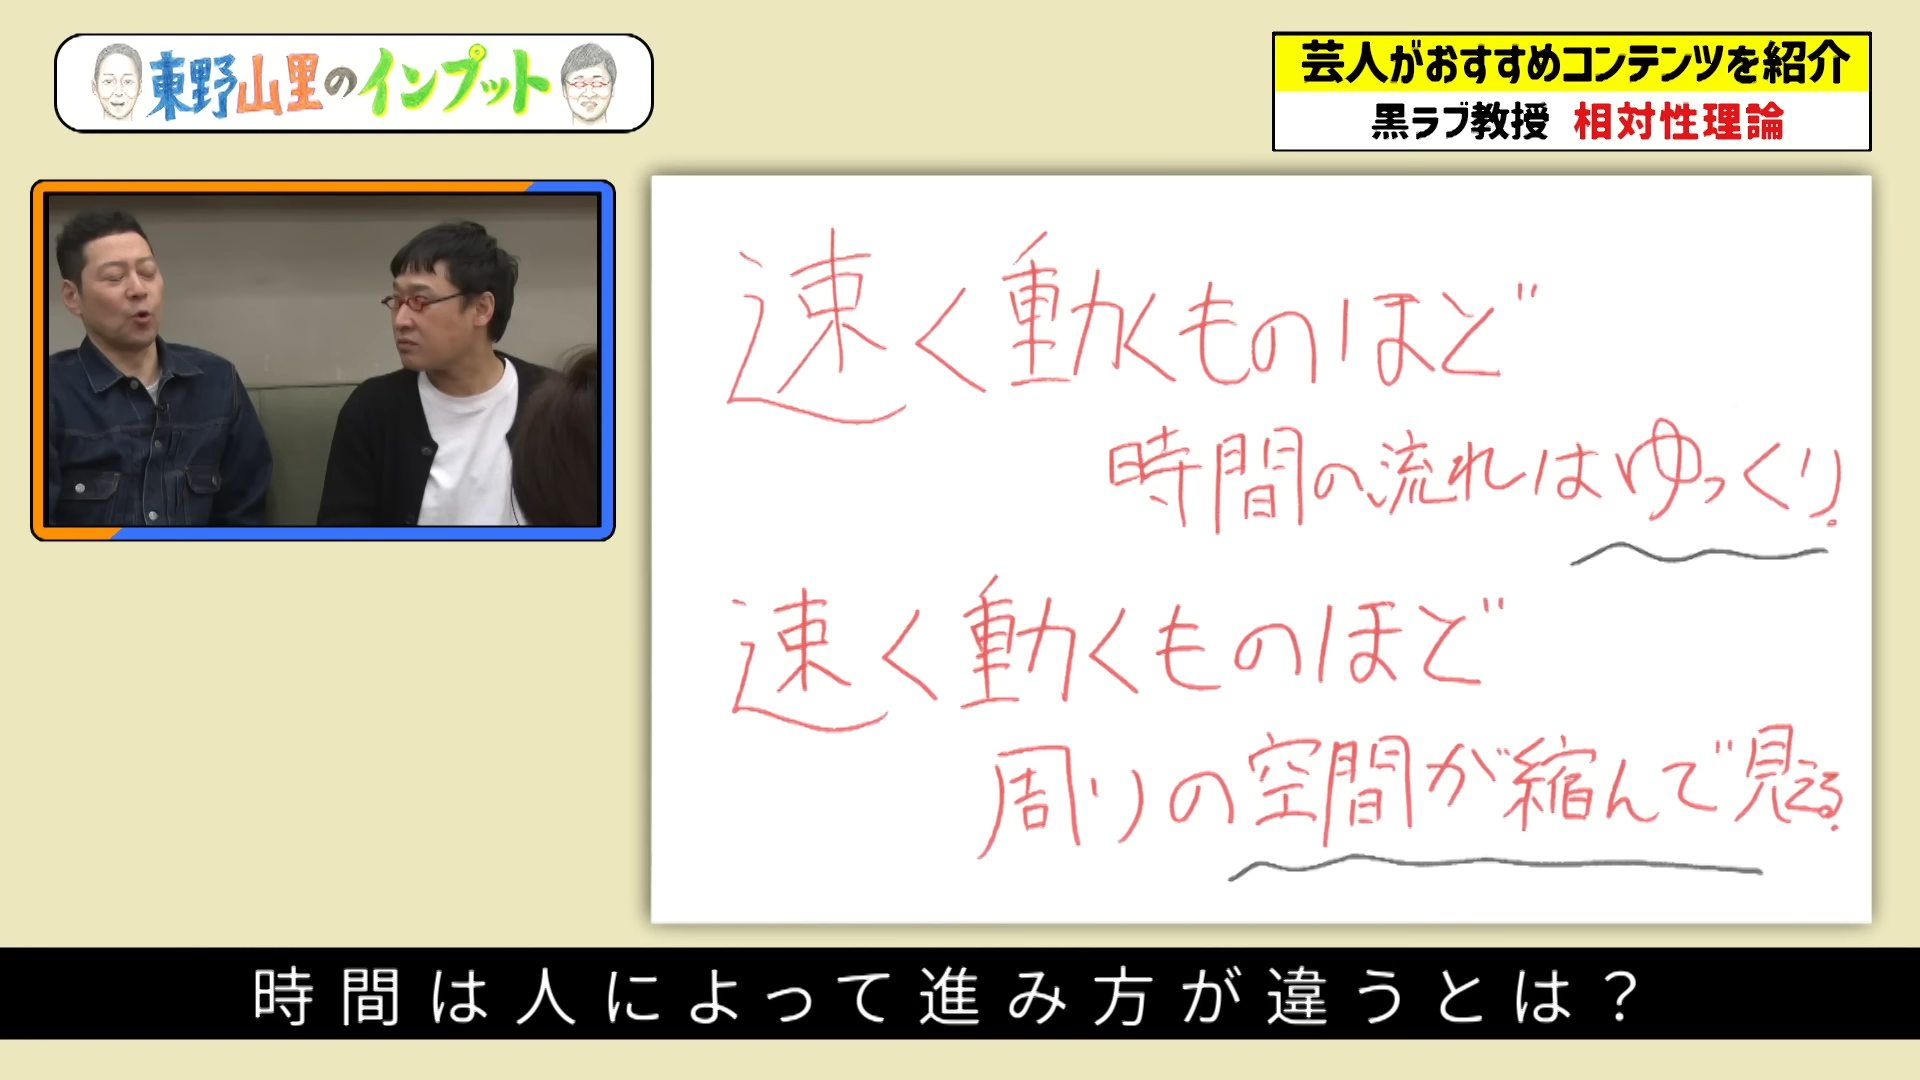 東野山里のインプット
芸人がおすすめコンテンツを紹介
黒ラブ教授 相対性理論
速く動くものほど
時間の流れはゆっくり.
速く動くものほど
周りの空間が縮んで見える.
時間は人によって進み方が違うとは？